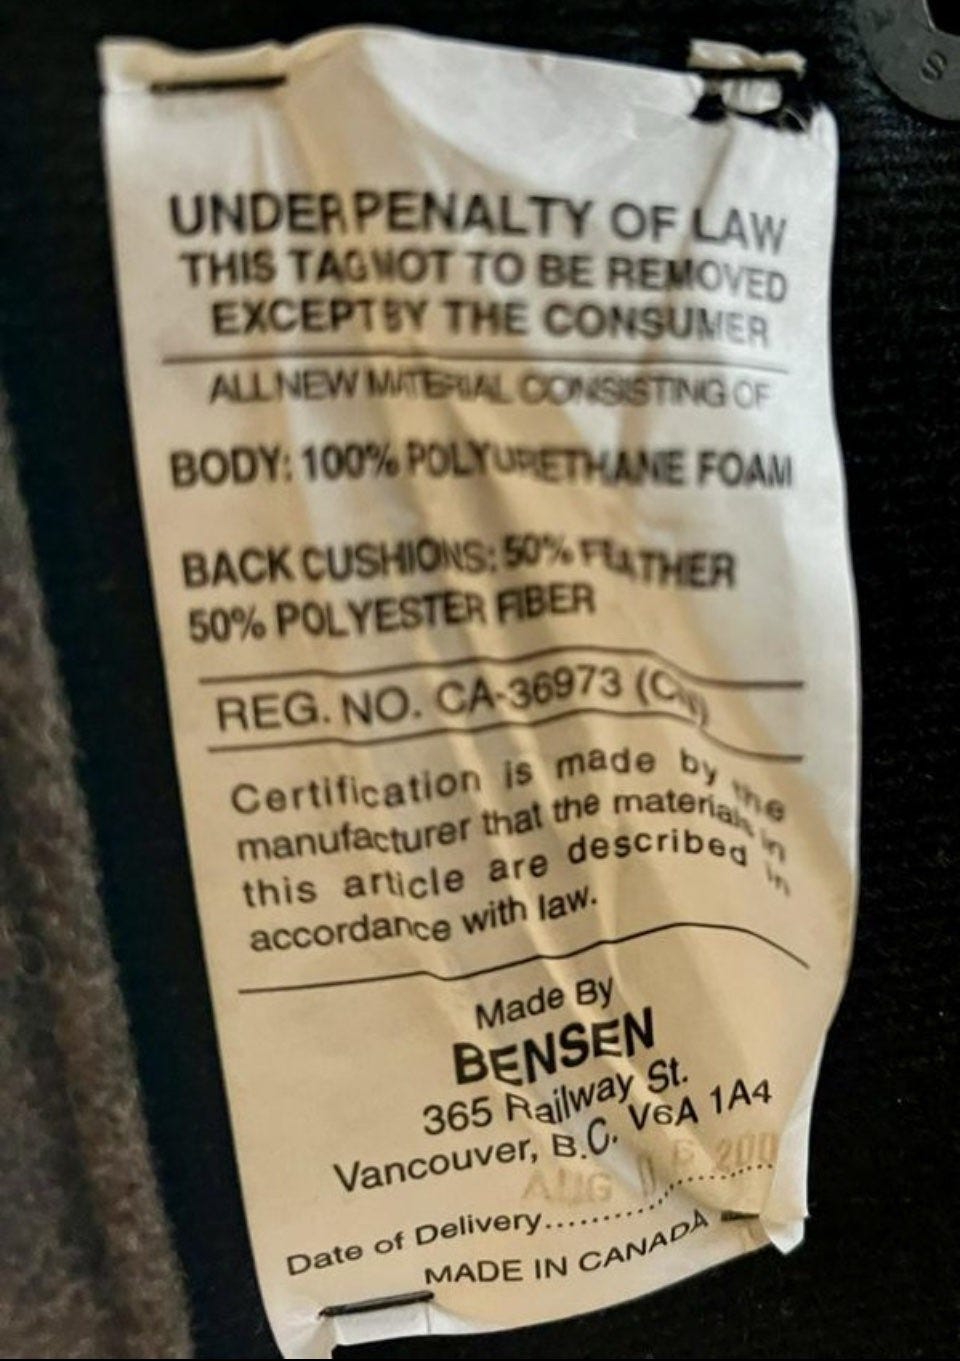 UNDER PENALTY OF LAW
THIS TAG NOT TO BE REMOVED
EXCEPT BY THE CONSUMER
ALL NEW MATERIAL CONSISTING OF
BODY: 100% POLYURETHANE FOAM
BACK CUSHIONS: 50% FEATHER
50% POLYESTER FIBER
REG. NO. CA-36973 (CN)
Certification is made by the
manufacturer that the materials in
this article are described in
accordance with law.
Made By
BENSEN
365 Railway St.
Vancouver, B.C. V6A 1A4
AUG
Date of Delivery..................
MADE IN CANADA